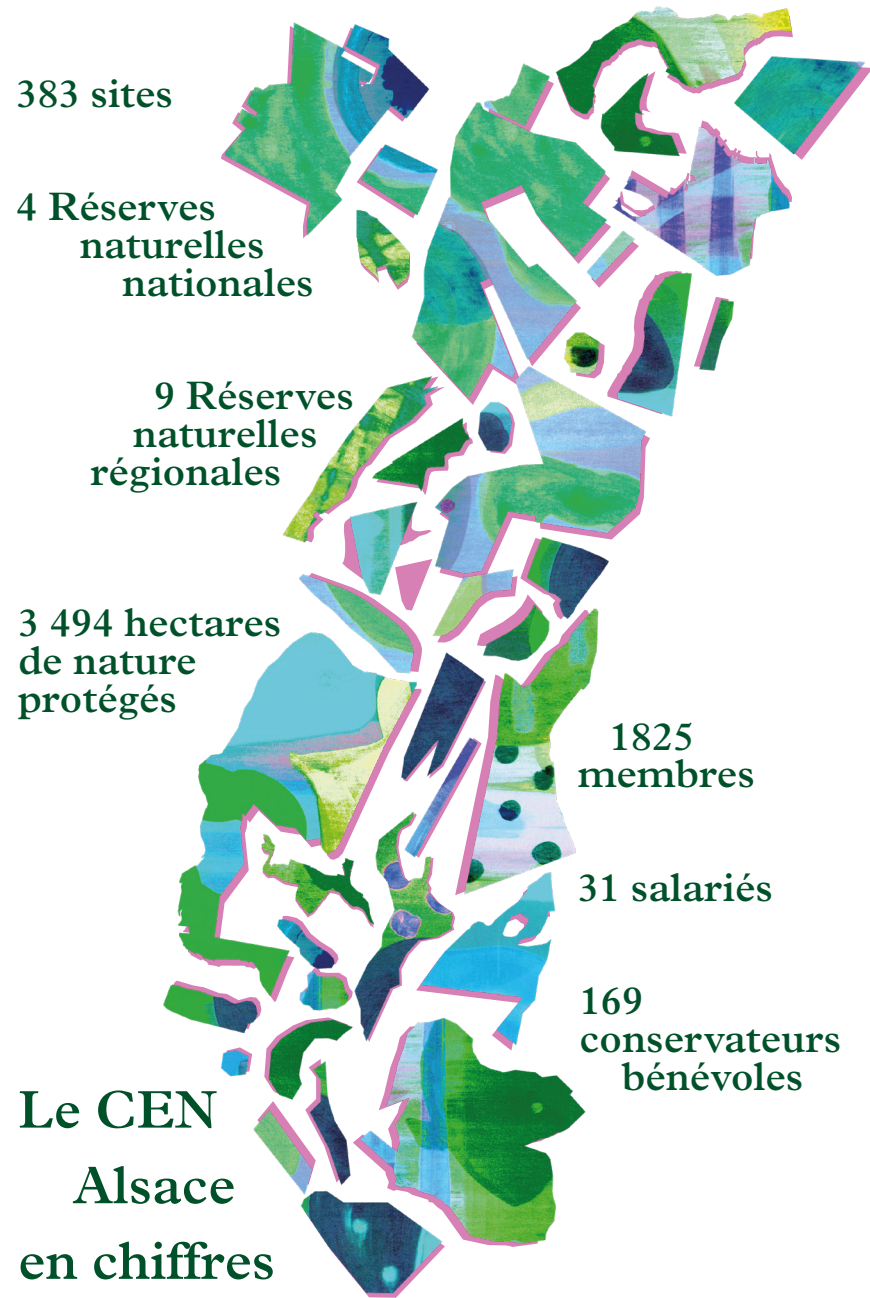 383 sites
4 Réserves
naturelles
nationales
9 Réserves
naturelles
régionales
3 494 hectares
de nature
protégés
1825
membres
31 salariés
169
conservateurs
bénévoles
Le CEN
Alsace
en chiffres